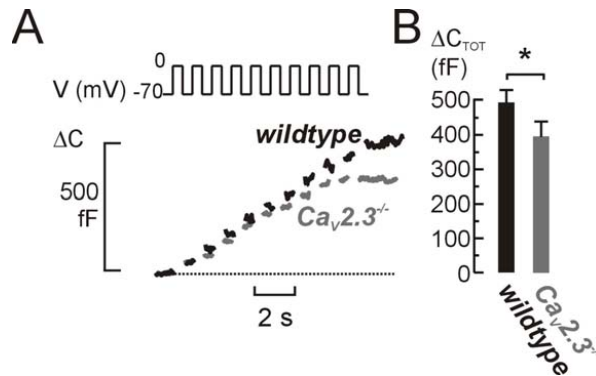 A
0
V (mV) -70
ΔC
500
fF
wildtype
CaV2.3-/-
2 s
B
ΔCTOT
(fF)
*
500
400
300
200
100
0
wildtype
CaV2.3-/-